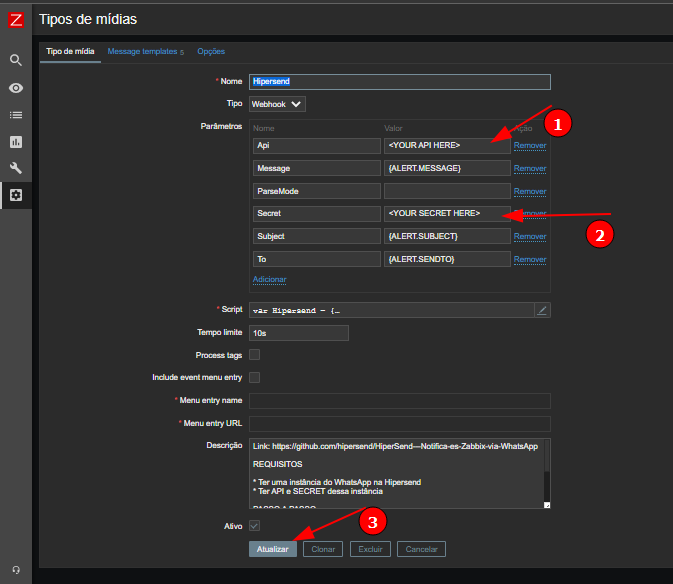 Z
Tipos de mídias
Tipo de mídia Message templates 5 Opções
* Nome Hipersend
Tipo Webhook
Parâmetros Nome Valor Ação
1
Api <YOUR API HERE> Remover
Message {ALERT.MESSAGE} Remover
ParseMode Remover
Secret <YOUR SECRET HERE> Remover
2
Subject {ALERT.SUBJECT} Remover
To {ALERT.SENDTO} Remover
Adicionar
* Script var Hipersend = {…
Tempo limite 10s
Process tags
Include event menu entry
* Menu entry name
* Menu entry URL
Descrição Link: https://github.com/hipersend/HiperSend---Notifica-es-Zabbix-via-WhatsApp
REQUISITOS
* Ter uma instância do WhatsApp na Hipersend
* Ter API e SECRET dessa instância
PASSO A PASSO
Ativo
3
Atualizar Clonar Excluir Cancelar